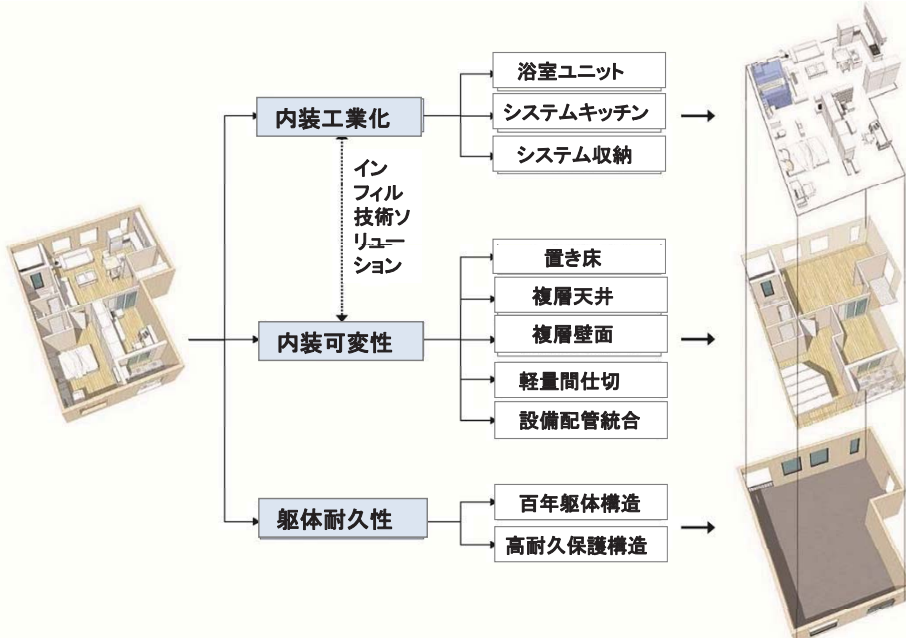 内装工業化
浴室ユニット
システムキッチン
システム収納
イン
フィル
技術ソ
リュー
ション
内装可変性
置き床
複層天井
複層壁面
軽量間仕切
設備配管統合
躯体耐久性
百年躯体構造
高耐久保護構造